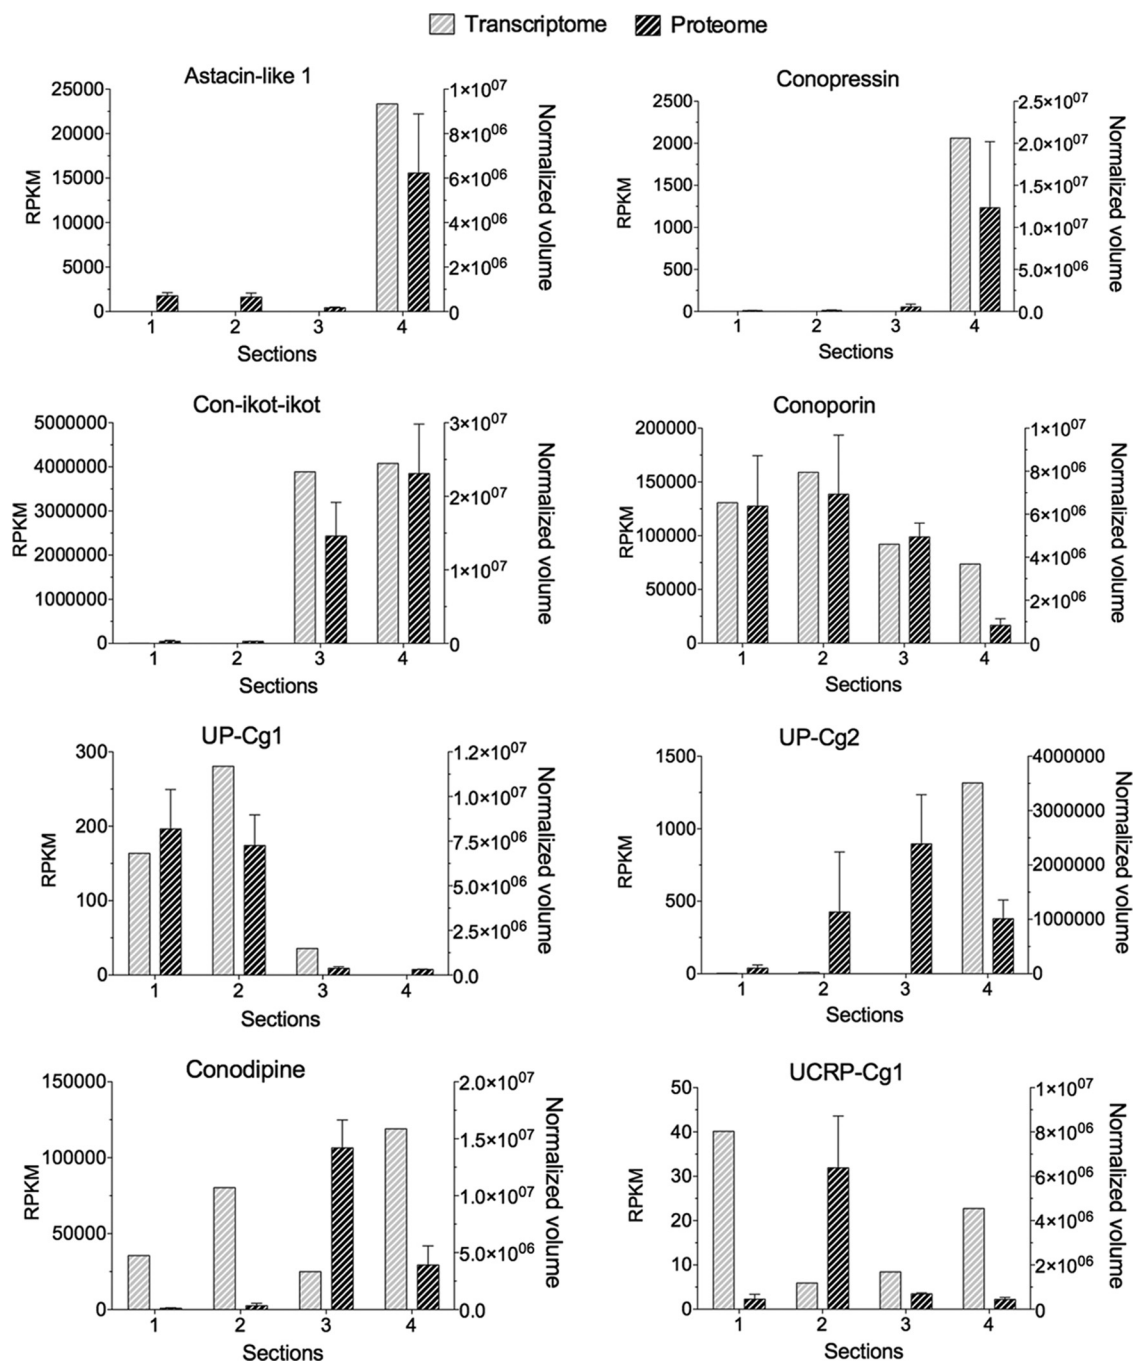 Transcriptome Proteome
Astacin-like 1
25000
20000
15000
10000
5000
0
RPKM
1×10^07
8×10^06
6×10^06
4×10^06
2×10^06
0
Normalized volume
1 2 3 4
Sections
Conopressin
2500
2000
1500
1000
500
0
RPKM
2.5×10^07
2.0×10^07
1.5×10^07
1.0×10^07
5.0×10^06
0.0
Normalized volume
1 2 3 4
Sections
Con-ikot-ikot
5000000
4000000
3000000
2000000
1000000
0
RPKM
3×10^07
2×10^07
1×10^07
0
Normalized volume
1 2 3 4
Sections
Conoporin
200000
150000
100000
50000
0
RPKM
1×10^07
8×10^06
6×10^06
4×10^06
2×10^06
0
Normalized volume
1 2 3 4
Sections
UP-Cg1
300
200
100
0
RPKM
1.2×10^07
1.0×10^07
7.5×10^06
5.0×10^06
2.5×10^06
0.0
Normalized volume
1 2 3 4
Sections
UP-Cg2
1500
1000
500
0
RPKM
4000000
3000000
2000000
1000000
0
Normalized volume
1 2 3 4
Sections
Conodipine
150000
100000
50000
0
RPKM
2.0×10^07
1.5×10^07
1.0×10^07
5.0×10^06
0.0
Normalized volume
1 2 3 4
Sections
UCRP-Cg1
50
40
30
20
10
0
RPKM
1×10^07
8×10^06
6×10^06
4×10^06
2×10^06
0
Normalized volume
1 2 3 4
Sections